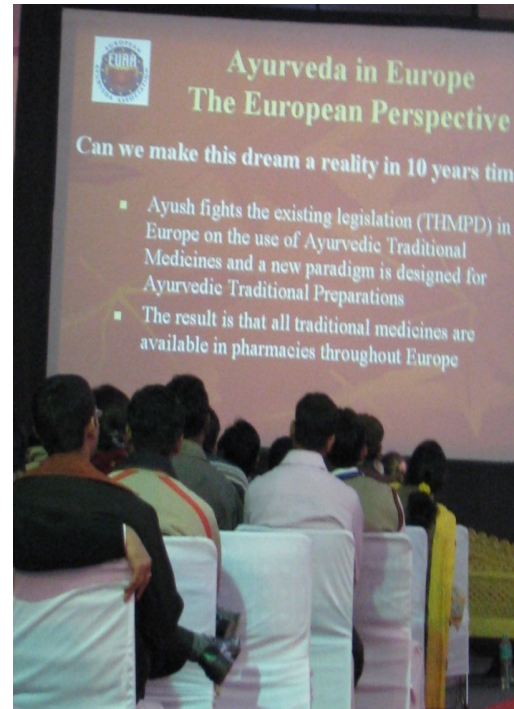 EURA
Ayurveda in Europe
The European Perspective
Can we make this dream a reality in 10 years tim
Ayush fights the existing legislation (THMPD) in
Europe on the use of Ayurvedic Traditional
Medicines and a new paradigm is designed for
Ayurvedic Traditional Preparations
The result is that all traditional medicines are
available in pharmacies throughout Europe